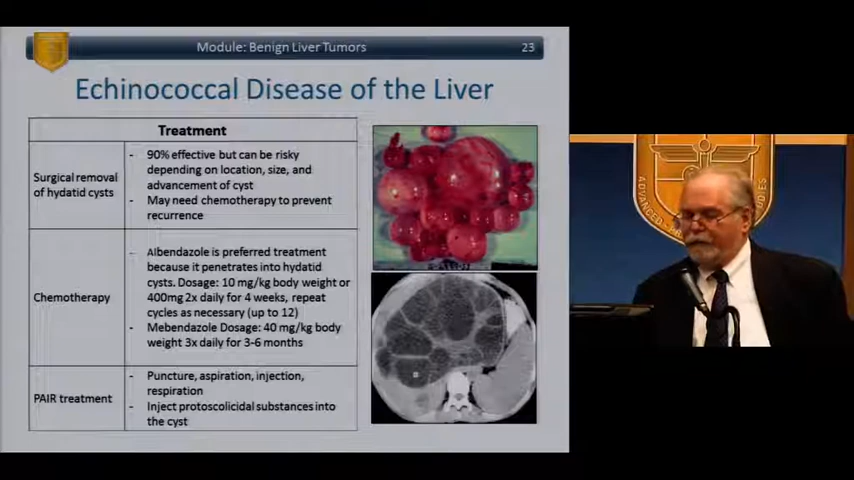 Module: Benign Liver Tumors
23
Echinococcal Disease of the Liver
Treatment
Surgical removal
of hydatid cysts
- 90% effective but can be risky
depending on location, size, and
advancement of cyst
- May need chemotherapy to prevent
recurrence
Chemotherapy
- Albendazole is preferred treatment
because it penetrates into hydatid
cysts. Dosage: 10 mg/kg body weight or
400mg 2x daily for 4 weeks, repeat
cycles as necessary (up to 12)
- Mebendazole Dosage: 40 mg/kg body
weight 3x daily for 3-6 months
PAIR treatment
- Puncture, aspiration, injection,
respiration
- Inject protoscolicidal substances into
the cyst
ADVANCED